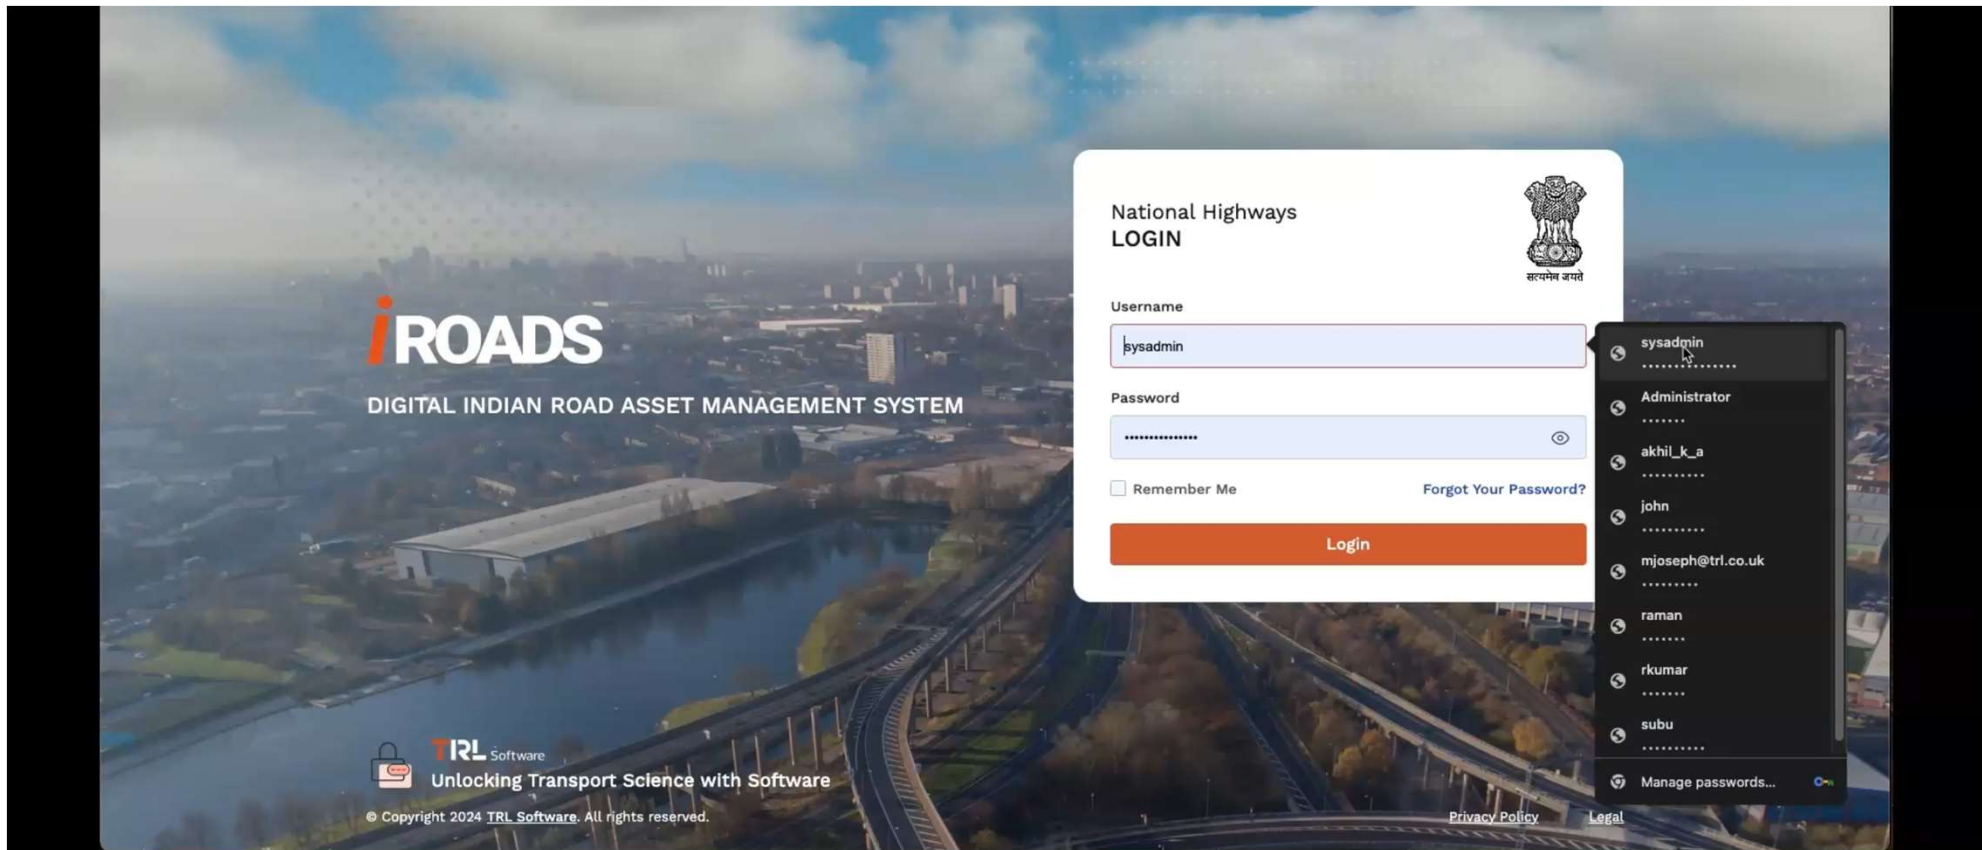 iROADS
DIGITAL INDIAN ROAD ASSET MANAGEMENT SYSTEM
National Highways
LOGIN
सत्यमेव जयते
Username
sysadmin
Password
•••••••••••••••
Remember Me
Forgot Your Password?
Login
sysadmin
Administrator
akhil_k_a
john
mjoseph@trl.co.uk
raman
rkumar
subu
Manage passwords...
TRL Software
Unlocking Transport Science with Software
© Copyright 2024 TRL Software. All rights reserved.
Privacy Policy
Legal